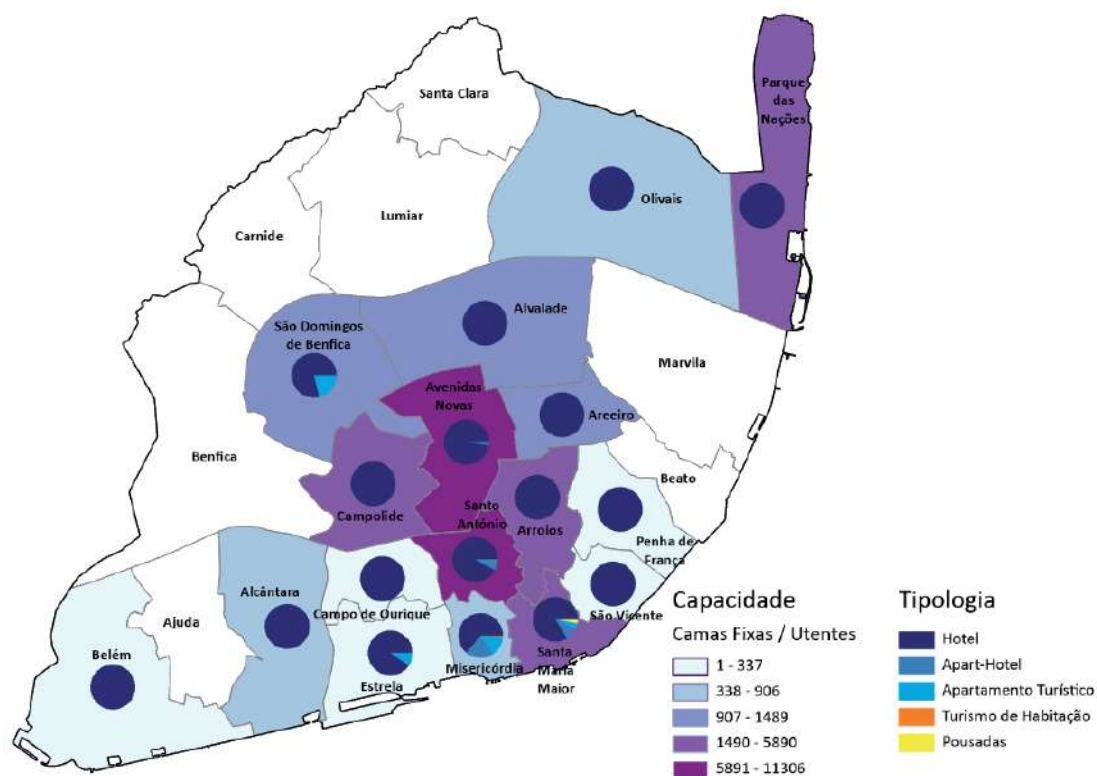 Santa Clara
Parque
das
Nações
Lumiar
Olivais
Carnide
Alvalade
São Domingos
de Benfica
Marvila
Avenidas
Novas
Areeiro
Benfica
Beato
Campolide
Santo
António
Arroios
Penha de
França
Alcântara
Ajuda
Campo de Ourique
São Vicente
Belém
Estrela
Misericórdia
Santa
Maria
Maior
Capacidade
Camas Fixas / Utentes
1 - 337
338 - 906
907 - 1489
1490 - 5890
5891 - 11306
Tipologia
Hotel
Apart-Hotel
Apartamento Turístico
Turismo de Habitação
Pousadas